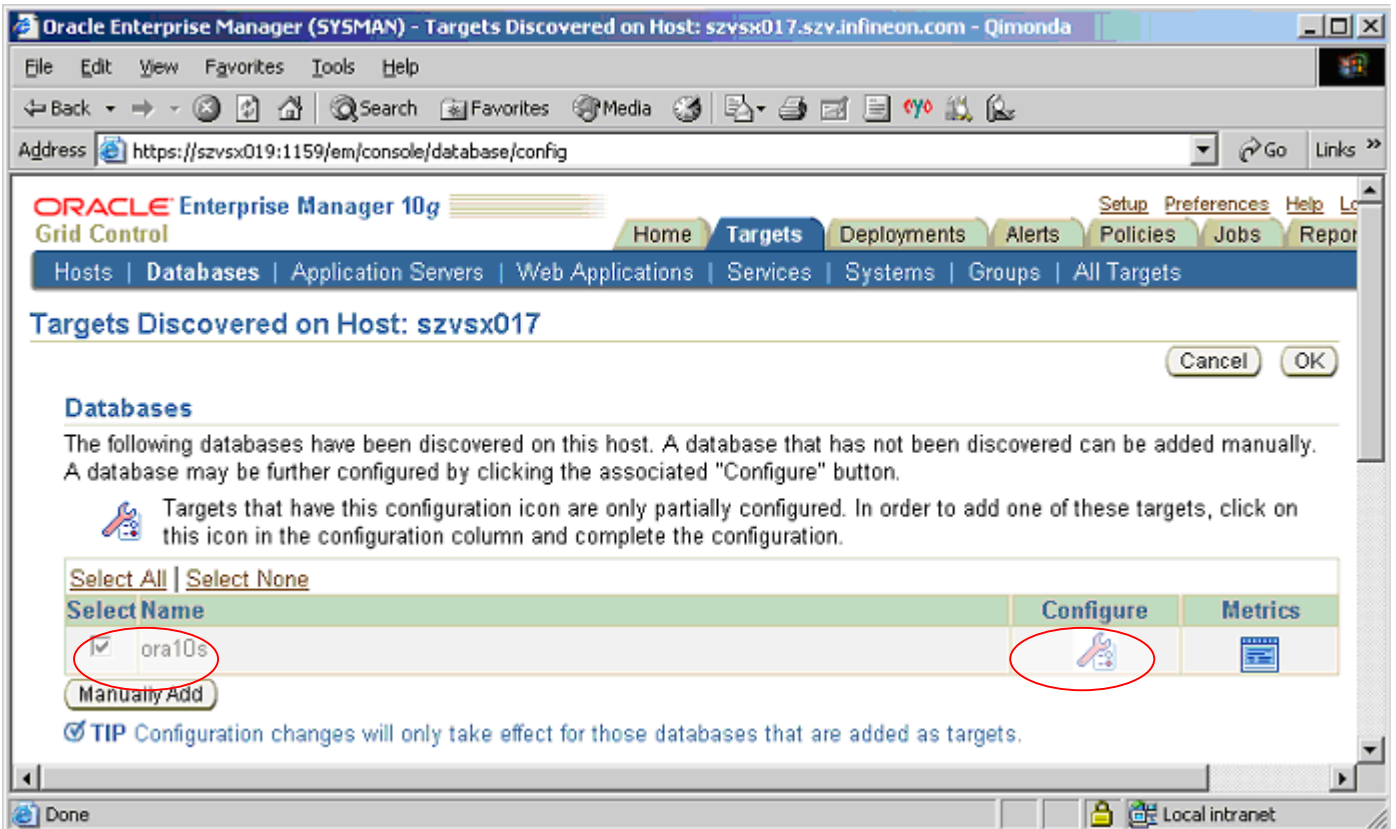 Oracle Enterprise Manager (SYSMAN) - Targets Discovered on Host: szvsx017.szv.infineon.com - Qimonda
File Edit View Favorites Tools Help
Back Search Favorites Media
Address https://szvsx019:1159/em/console/database/config Go Links »
ORACLE Enterprise Manager 10g
Grid Control
Setup Preferences Help Lo
Home Targets Deployments Alerts Policies Jobs Repor
Hosts | Databases | Application Servers | Web Applications | Services | Systems | Groups | All Targets
Targets Discovered on Host: szvsx017
Cancel OK
Databases
The following databases have been discovered on this host. A database that has not been discovered can be added manually.
A database may be further configured by clicking the associated "Configure" button.
Targets that have this configuration icon are only partially configured. In order to add one of these targets, click on
this icon in the configuration column and complete the configuration.
Select All | Select None
Select Name Configure Metrics
ora10s
Manually Add
TIP Configuration changes will only take effect for those databases that are added as targets.
Done Local intranet